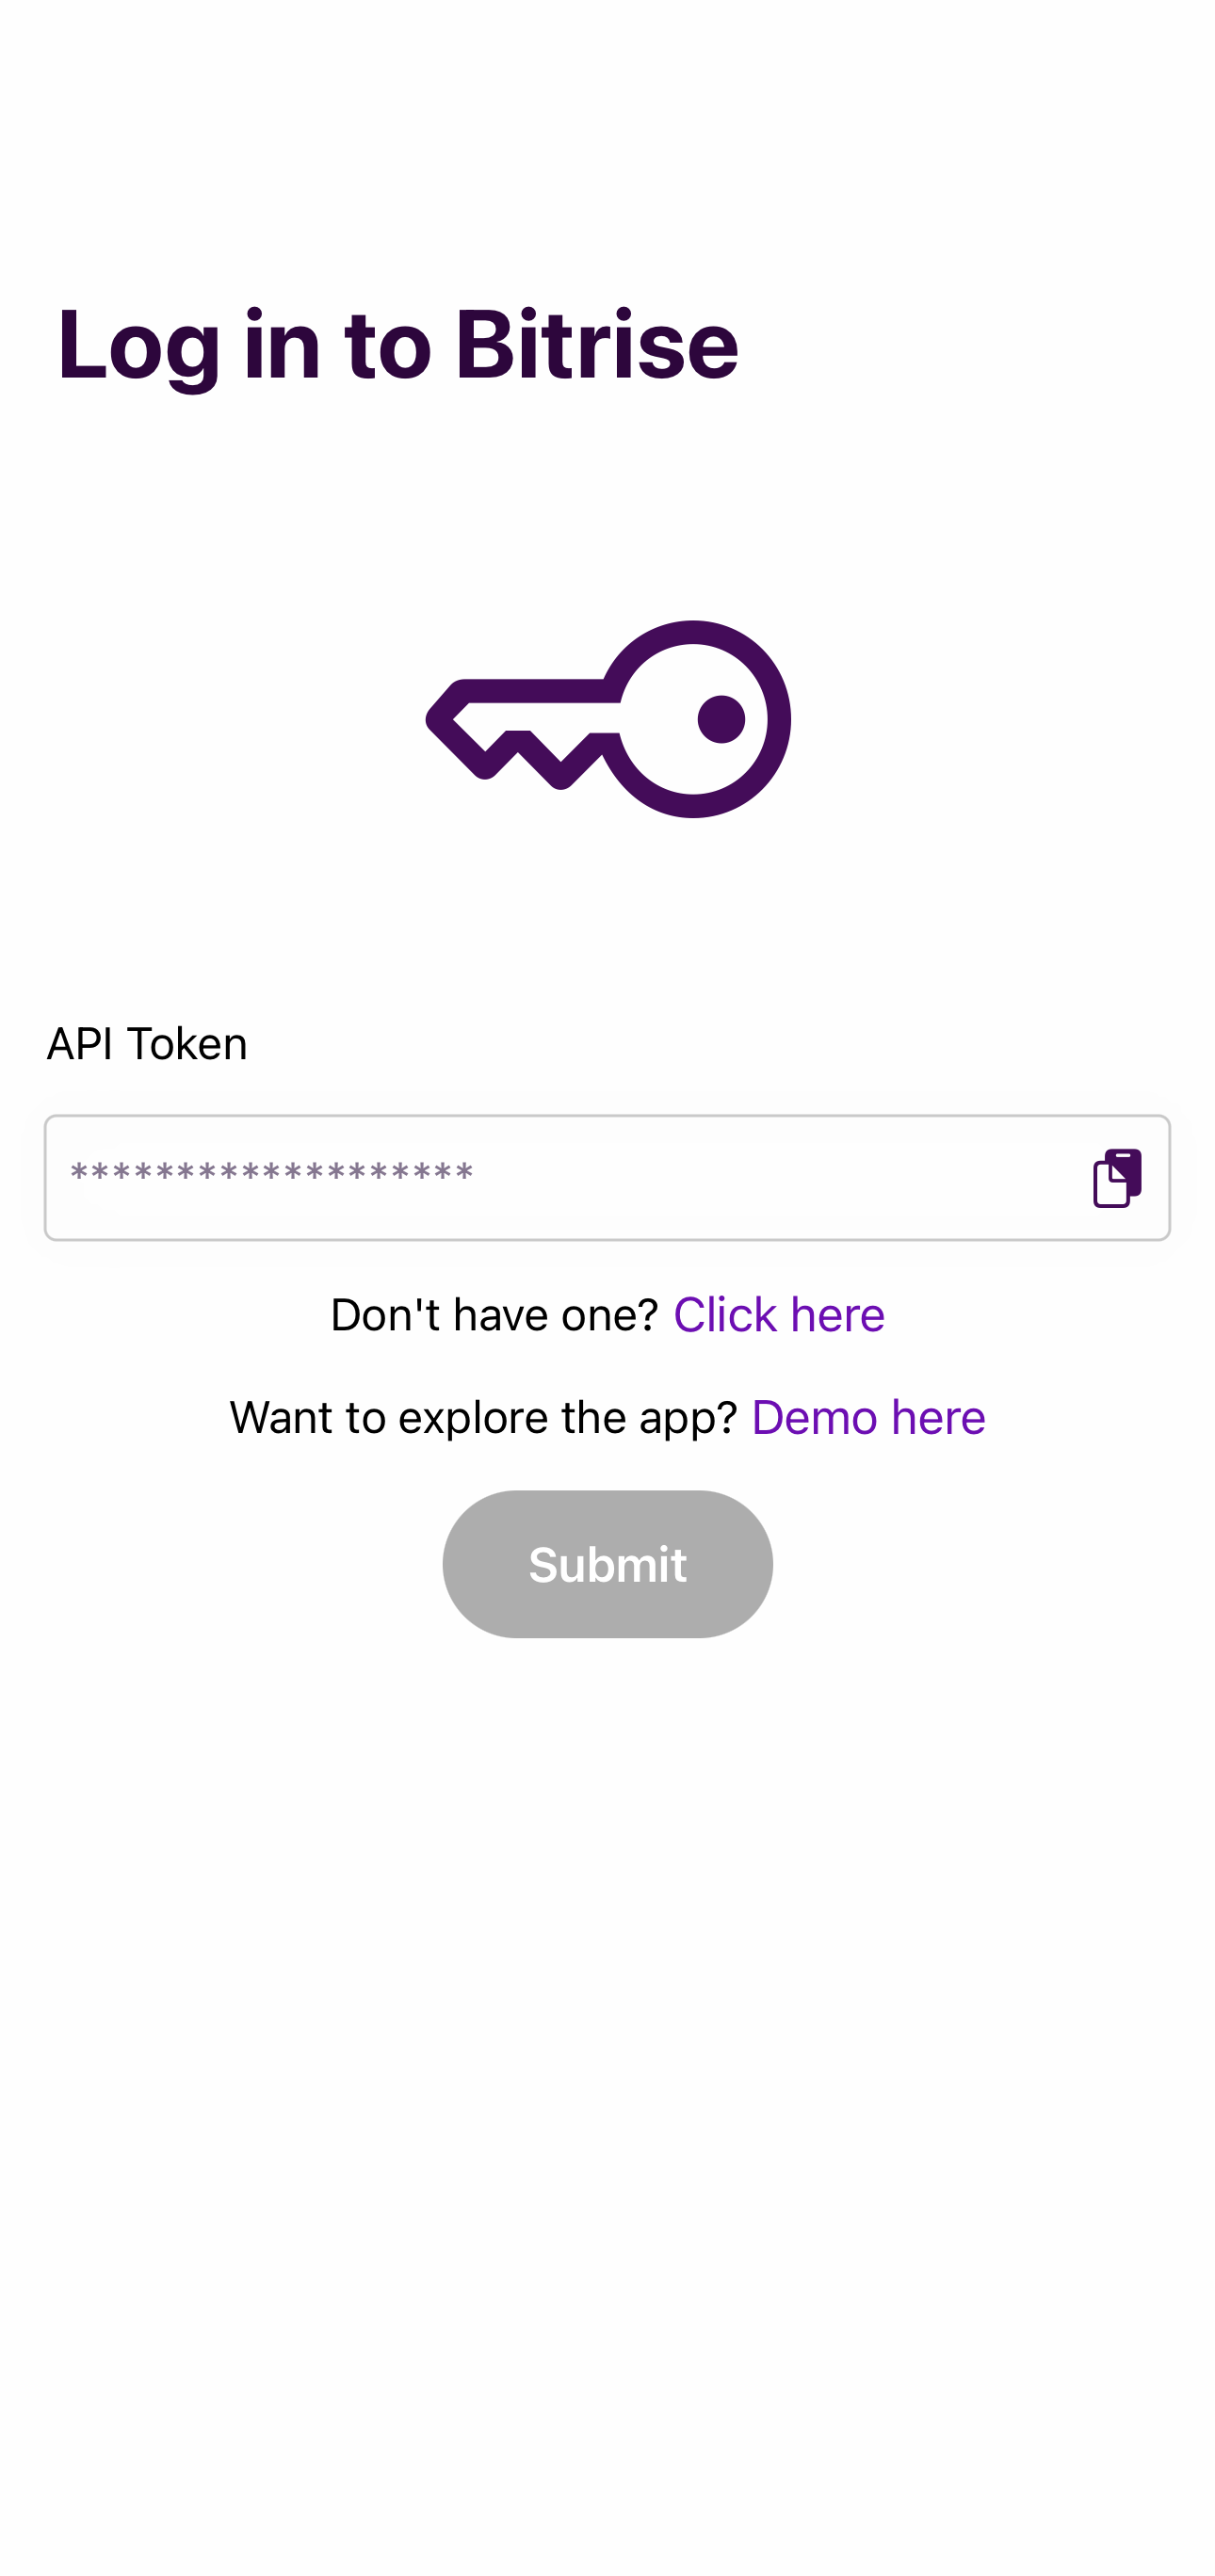 Log in to Bitrise
API Token
*******************
Don't have one? Click here
Want to explore the app? Demo here
Submit